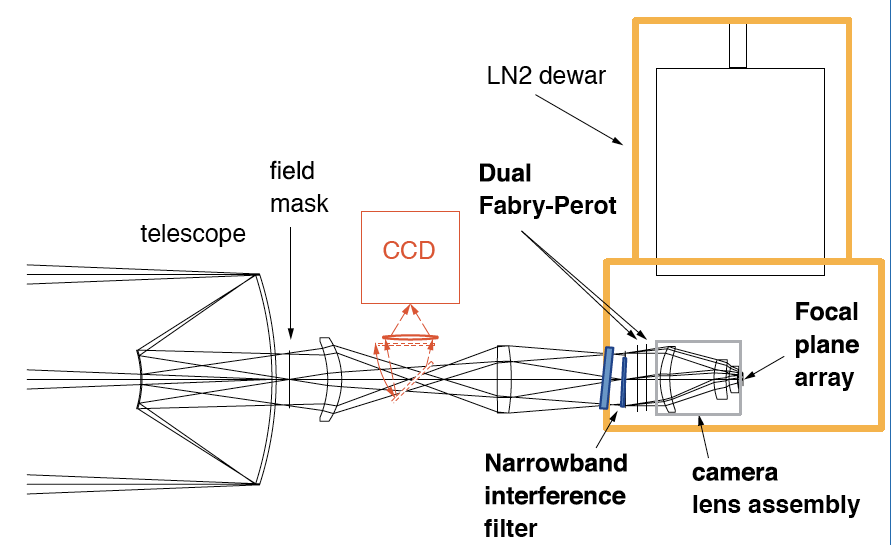 LN2 dewar
field
mask
Dual
Fabry-Perot
telescope
CCD
Focal
plane
array
Narrowband
interference
filter
camera
lens assembly